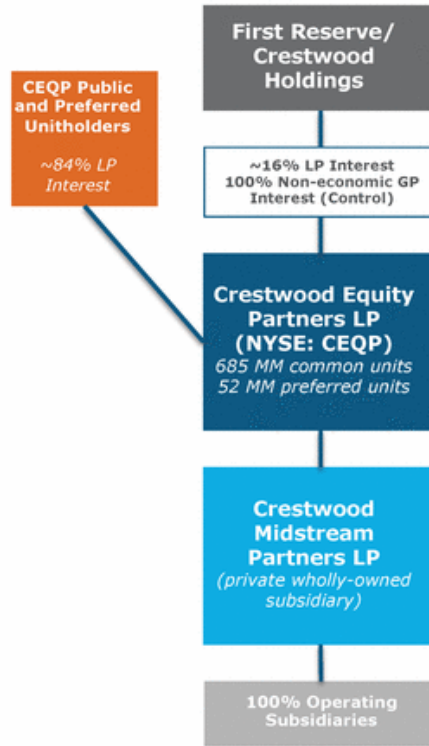 First Reserve/
Crestwood
Holdings
CEQP Public
and Preferred
Unitholders
~84% LP
Interest
~16% LP Interest
100% Non-economic GP
Interest (Control)
Crestwood Equity
Partners LP
(NYSE: CEQP)
685 MM common units
52 MM preferred units
Crestwood
Midstream
Partners LP
(private wholly-owned
subsidiary)
100% Operating
Subsidiaries